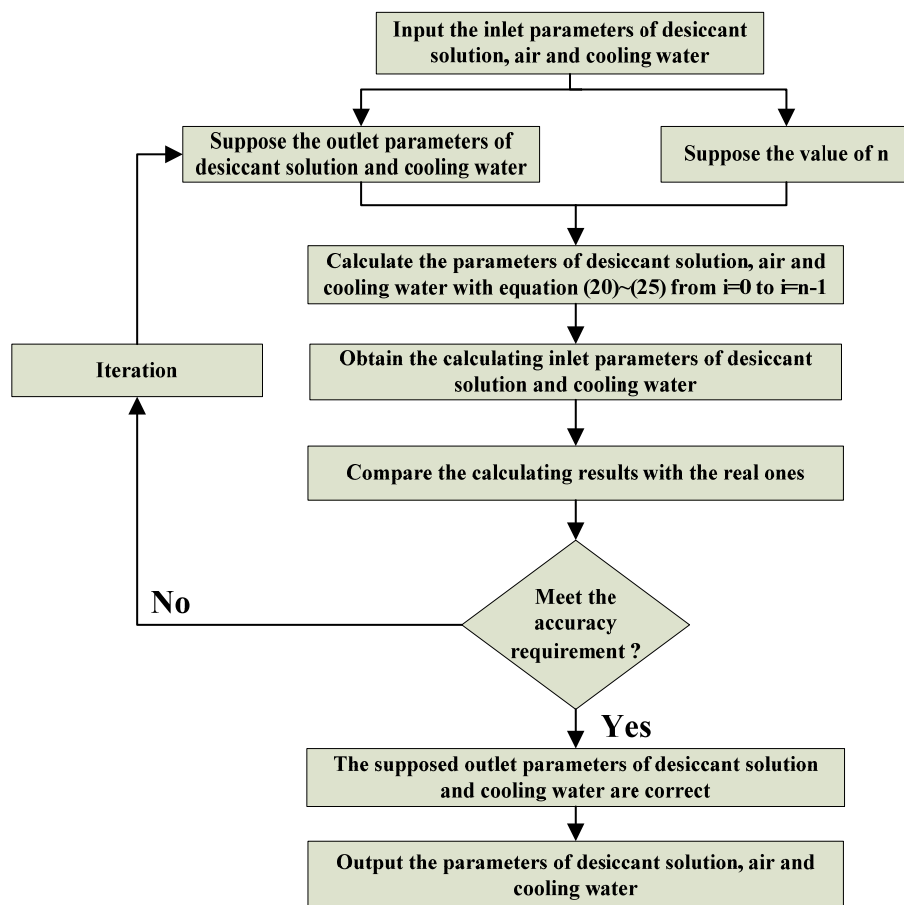 Input the inlet parameters of desiccant
solution, air and cooling water
Suppose the outlet parameters of
desiccant solution and cooling water
Suppose the value of n
Calculate the parameters of desiccant solution, air and
cooling water with equation (20)~(25) from i=0 to i=n-1
Iteration
Obtain the calculating inlet parameters of desiccant
solution and cooling water
Compare the calculating results with the real ones
No
Meet the
accuracy
requirement ?
Yes
The supposed outlet parameters of desiccant solution
and cooling water are correct
Output the parameters of desiccant solution, air and
cooling water